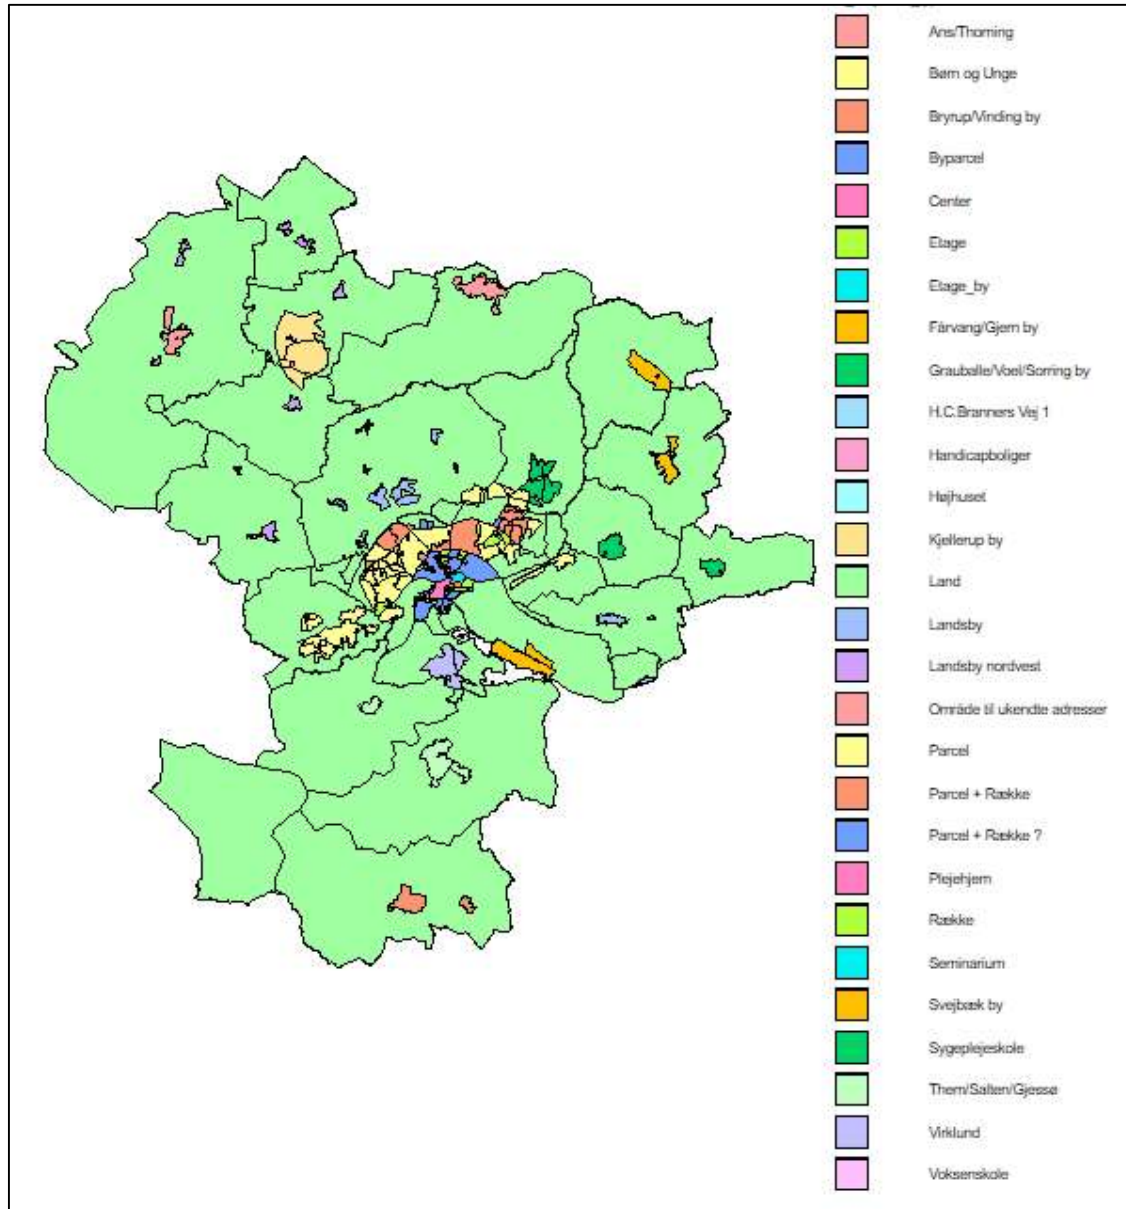 Ans/Thorning
Børn og Unge
Bryrup/Vinding by
Byparcel
Center
Etage
Etage_by
Fårvang/Gjern by
Grauballe/Voel/Sorring by
H.C.Branners Vej 1
Handicapboliger
Højhuset
Kjellerup by
Land
Landsby
Landsby nordvest
Område til ukendte adresser
Parcel
Parcel + Række
Parcel + Række ?
Plejehjem
Række
Seminarium
Svejbæk by
Sygeplejeskole
Them/Salten/Gjessø
Virklund
Voksenskole